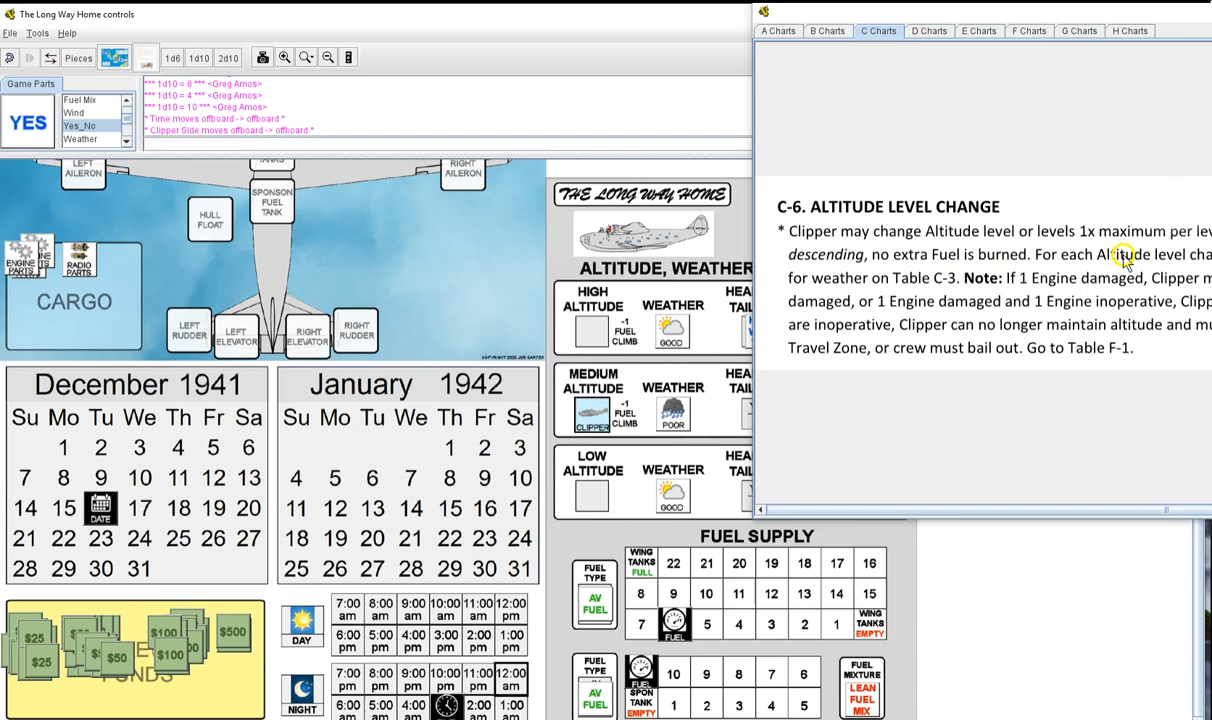 The Long Way Home controls
File Tools Help
Pieces 1d6 1d10 2d10
Game Parts
YES
Fuel Mix
Wind
Yes_No
Weather
*** 1d10 = 8 *** <Greg Amos>
*** 1d10 = 4 *** <Greg Amos>
*** 1d10 = 10 *** <Greg Amos>
* Time moves offboard -> offboard *
* Clipper Side moves offboard -> offboard *
A Charts B Charts C Charts D Charts E Charts F Charts G Charts H Charts
C-6. ALTITUDE LEVEL CHANGE
* Clipper may change Altitude level or levels 1x maximum per lev
descending, no extra Fuel is burned. For each Altitude level cha
for weather on Table C-3. Note: If 1 Engine damaged, Clipper m
damaged, or 1 Engine damaged and 1 Engine inoperative, Clipp
are inoperative, Clipper can no longer maintain altitude and mu
Travel Zone, or crew must bail out. Go to Table F-1.
LEFT
AILERON
TANKS
RIGHT
AILERON
SPONSON
FUEL
TANK
HULL
FLOAT
ENGINE
PARTS
RADIO
PARTS
CARGO
LEFT
RUDDER
LEFT
ELEVATOR
RIGHT
ELEVATOR
RIGHT
RUDDER
COPYRIGHT 2020 JOE CARTER
THE LONG WAY HOME
ALTITUDE, WEATHER
HIGH
ALTITUDE
-1
FUEL
CLIMB
WEATHER
GOOD
HEA
TAIL
MEDIUM
ALTITUDE
CLIPPER
-1
FUEL
CLIMB
WEATHER
POOR
HEA
TAIL
LOW
ALTITUDE
WEATHER
GOOD
HEA
TAIL
December 1941
Su Mo Tu We Th Fr Sa
1 2 3 4 5 6
7 8 9 10 11 12 13
14 15 DATE 17 18 19 20
21 22 23 24 25 26 27
28 29 30 31
January 1942
Su Mo Tu We Th Fr Sa
1 2 3
4 5 6 7 8 9 10
11 12 13 14 15 16 17
18 19 20 21 22 23 24
25 26 27 28 29 30 31
FUEL SUPPLY
FUEL
TYPE
AV
FUEL
WING
TANKS
FULL
22 21 20 19 18 17 16
8 9 10 11 12 13 14 15
7 FUEL 5 4 3 2 1
WING
TANKS
EMPTY
FUEL
TYPE
AV
FUEL
FUEL 10 9 8 7 6
SPON
TANK
EMPTY
1 2 3 4 5
FUEL
MIXTURE
LEAN
FUEL
MIX
$25
$25
$50
$100
$100
$500
DAY
7:00 am 8:00 am 9:00 am 10:00 am 11:00 am 12:00 pm
6:00 pm 5:00 pm 4:00 pm 3:00 pm 2:00 pm 1:00 pm
NIGHT
7:00 pm 8:00 pm 9:00 pm 10:00 pm 11:00 pm 12:00 am
6:00 am 5:00 am 4:00 am 2:00 am 1:00 am